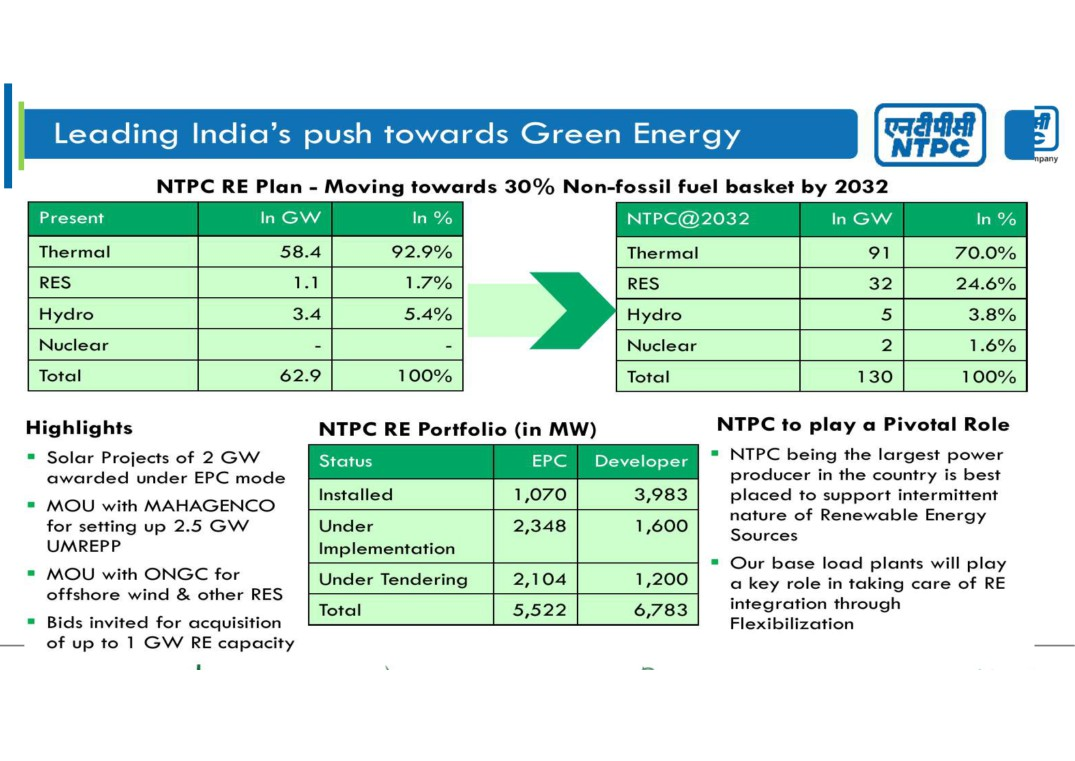 Leading India's push towards Green Energy
एनटीपीसी
NTPC
mpany
NTPC RE Plan - Moving towards 30% Non-fossil fuel basket by 2032
Present In GW In %
Thermal 58.4 92.9%
RES 1.1 1.7%
Hydro 3.4 5.4%
Nuclear - -
Total 62.9 100%
NTPC@2032 In GW In %
Thermal 91 70.0%
RES 32 24.6%
Hydro 5 3.8%
Nuclear 2 1.6%
Total 130 100%
Highlights
Solar Projects of 2 GW
awarded under EPC mode
MOU with MAHAGENCO
for setting up 2.5 GW
UMREPP
MOU with ONGC for
offshore wind & other RES
Bids invited for acquisition
of up to 1 GW RE capacity
NTPC RE Portfolio (in MW)
Status EPC Developer
Installed 1,070 3,983
Under 2,348 1,600
Implementation
Under Tendering 2,104 1,200
Total 5,522 6,783
NTPC to play a Pivotal Role
NTPC being the largest power
producer in the country is best
placed to support intermittent
nature of Renewable Energy
Sources
Our base load plants will play
a key role in taking care of RE
integration through
Flexibilization